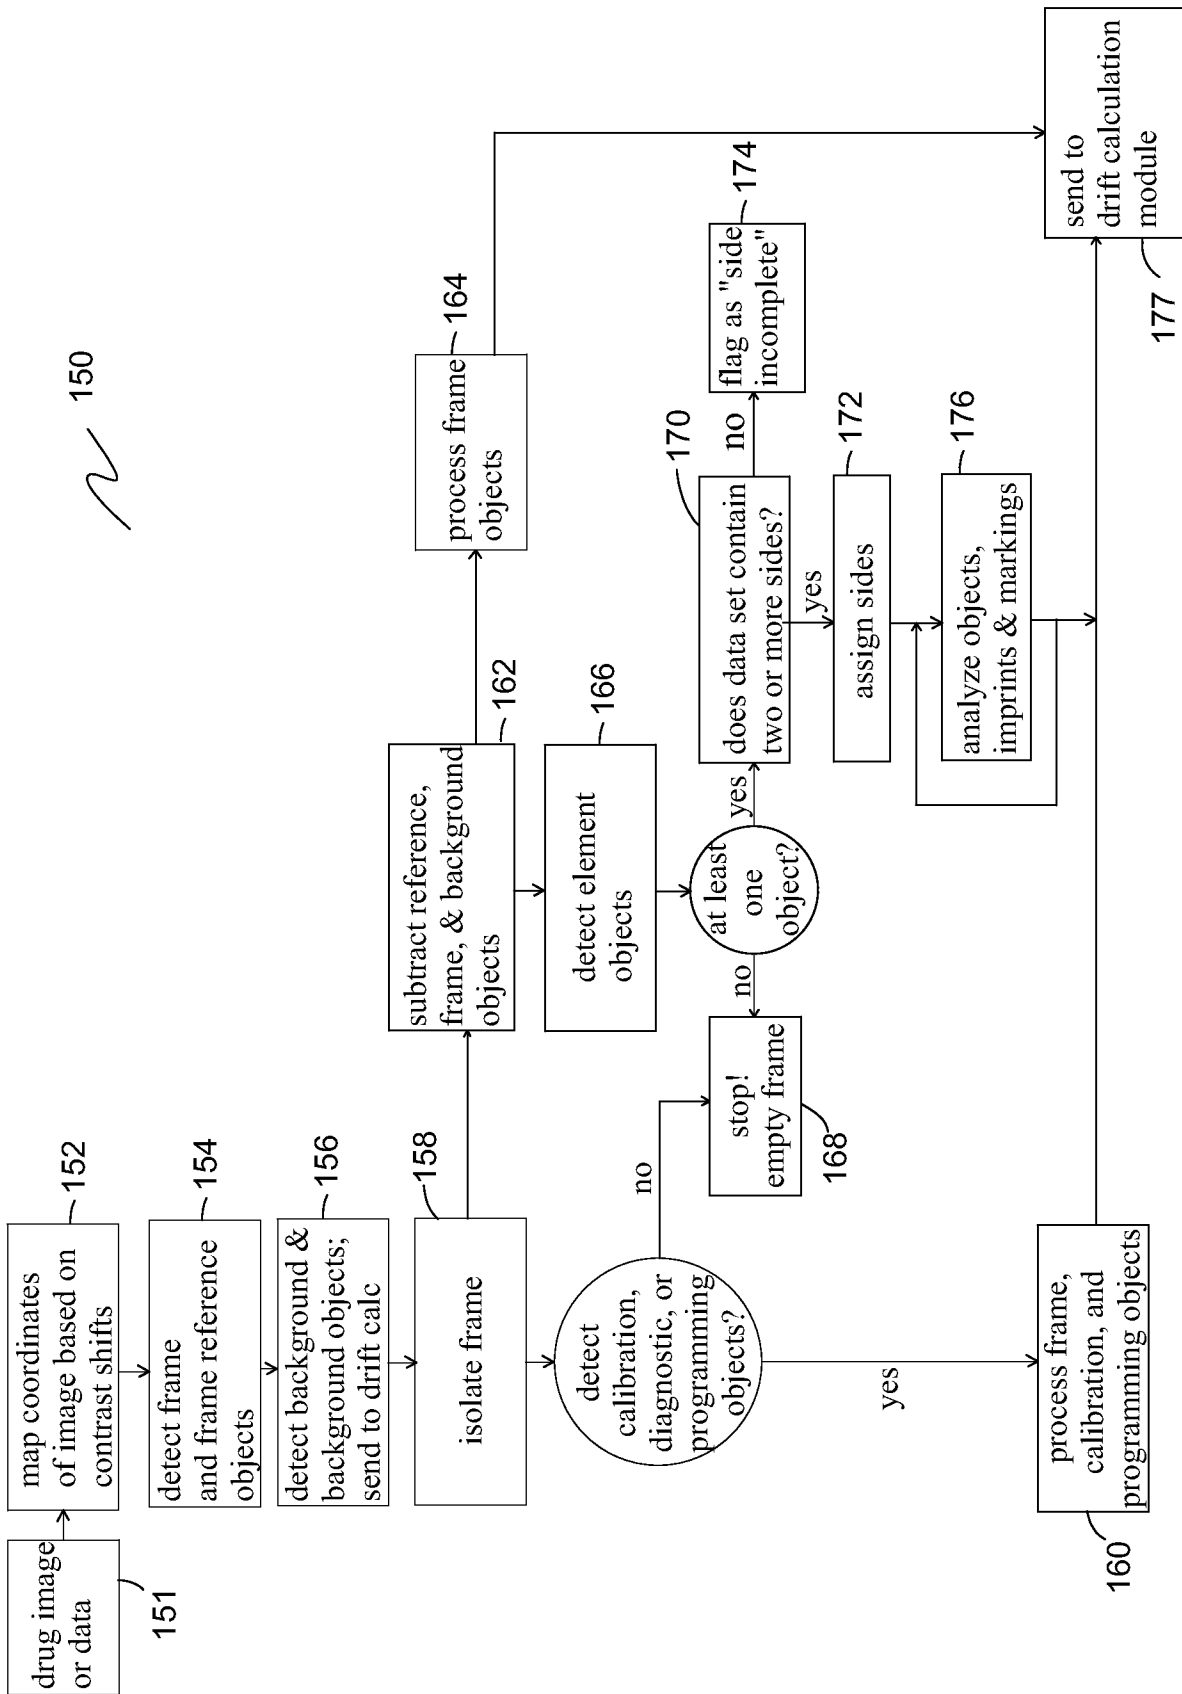 150
drug image
or data
151
map coordinates
of image based on
contrast shifts
152
detect frame
and frame reference
objects
154
detect background &
background objects;
send to drift calc
156
isolate frame
158
detect
calibration,
diagnostic, or
programming
objects?
no
yes
process frame,
calibration, and
programming objects
160
subtract reference,
frame, & background
objects
162
process frame
objects
164
detect element
objects
166
at least
one
object?
no
yes
stop!
empty frame
168
does data set contain
two or more sides?
170
no
yes
flag as "side
incomplete"
174
assign sides
172
analyze objects,
imprints & markings
176
send to
drift calculation
module
177